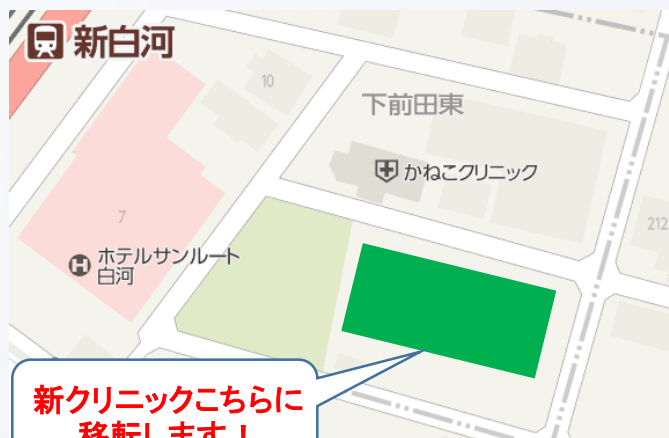 新白河
10
下前田東
かねこクリニック
212
7
H ホテルサンルート
白河
新クリニックこちらに
移転します!